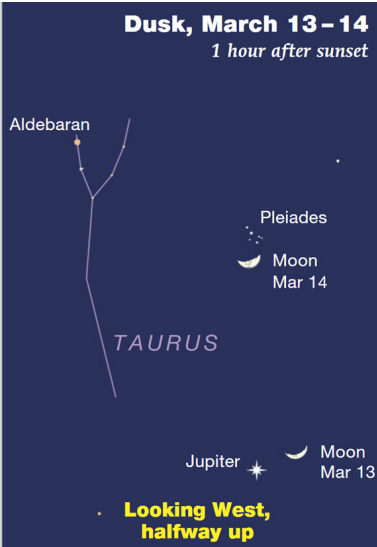 Dusk, March 13–14
1 hour after sunset
Aldebaran
Pleiades
Moon
Mar 14
TAURUS
Jupiter
Moon
Mar 13
Looking West,
halfway up